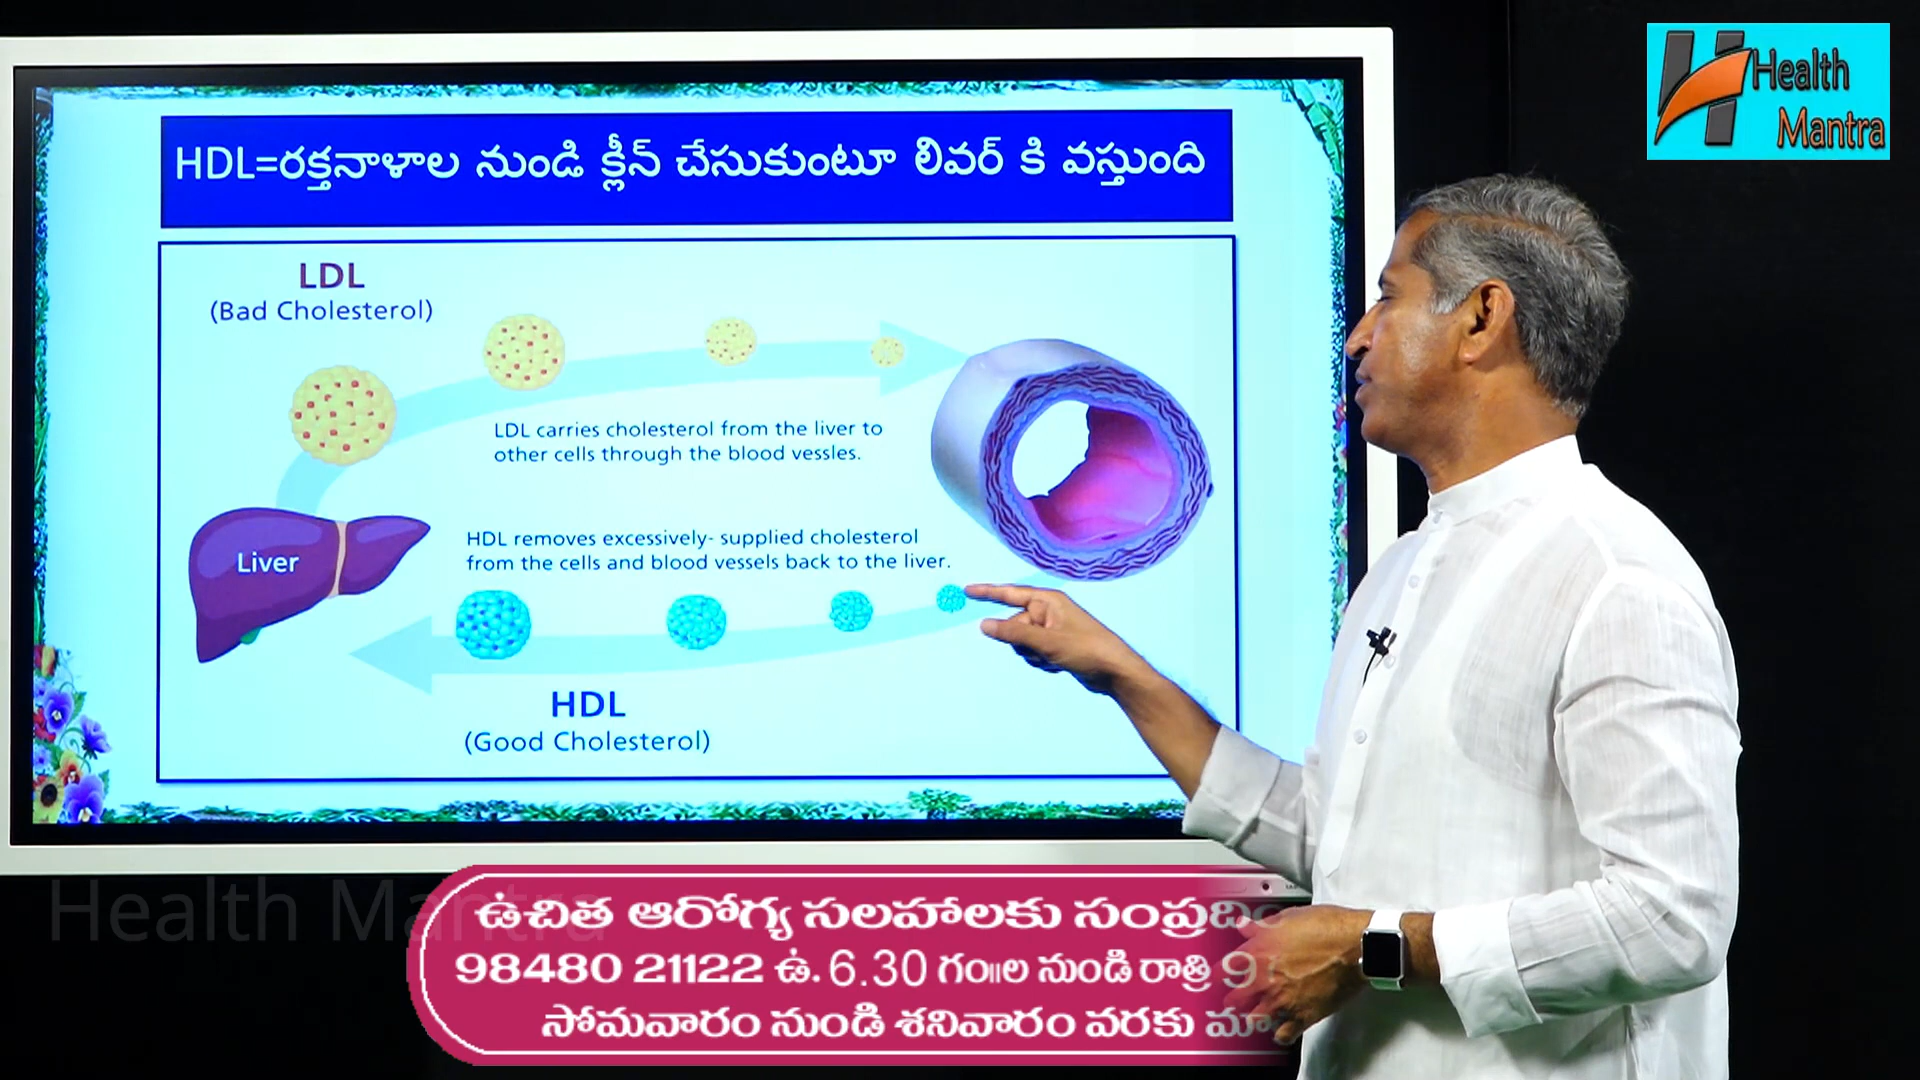 Health
Mantra
HDL=రక్తనాళాల నుండి క్లీన్ చేసుకుంటూ లివర్ కి వస్తుంది
LDL
(Bad Cholesterol)
LDL carries cholesterol from the liver to
other cells through the blood vessles.
Liver
HDL removes excessively- supplied cholesterol
from the cells and blood vessels back to the liver.
HDL
(Good Cholesterol)
Health Mantra
ఉచిత ఆరోగ్య సలహాలకు
98480 21122 ఉ. 6.30 గం॥ల నుండి రాత్రి 9
సోమవారం నుండి శనివారం వరకు